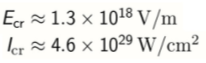 E_cr ≈ 1.3 × 10^18 V/m
I_cr ≈ 4.6 × 10^29 W/cm^2